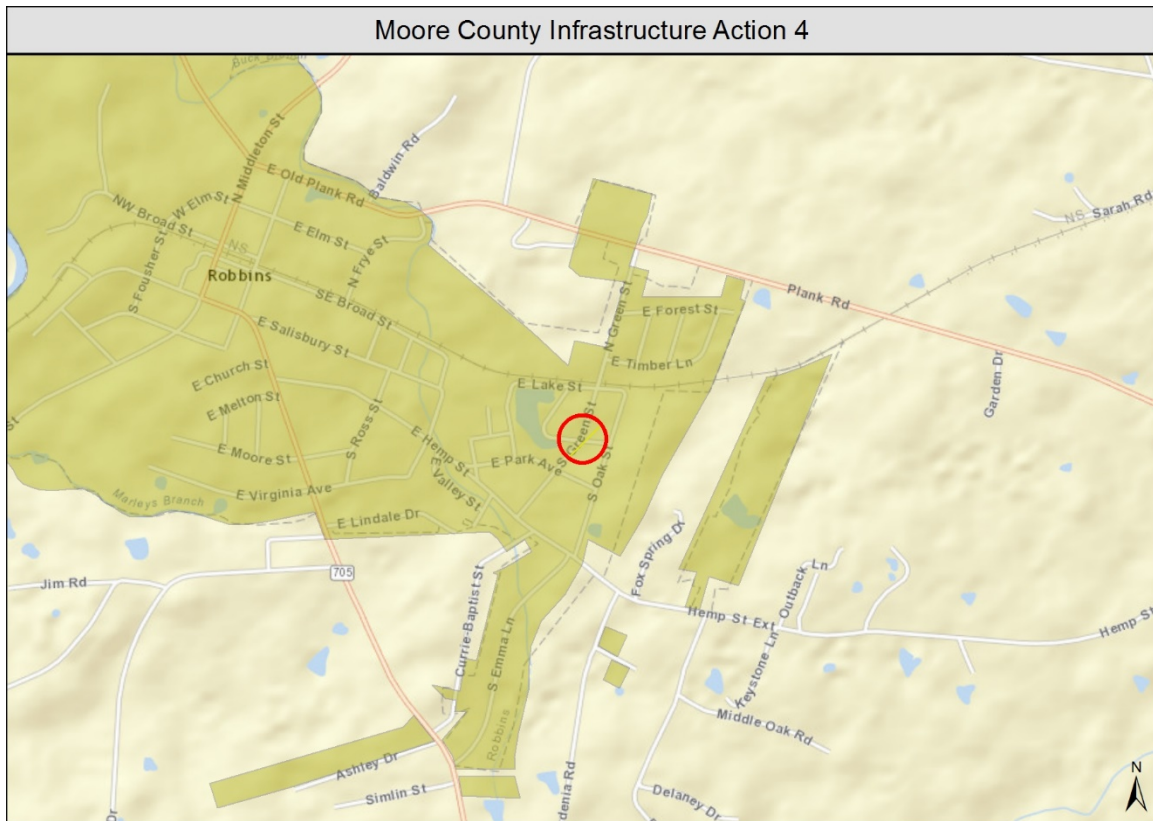 Moore County Infrastructure Action 4
N Middleton St
Baldwin Rd
E Old Plank Rd
W Elm St
NW Broad St
E Elm St
N Frye St
S Fousher St
NS
Robbins
SE Broad St
E Salisbury St
NS
Sarah Rd
Plank Rd
N Green St
E Forest St
E Timber Ln
E Lake St
Garden Dr
E Church St
E Melton St
S Ross St
E Moore St
E Hemp St
S Green St
E Park Ave
S Oak St
E Valley St
E Virginia Ave
Marleys Branch
E Lindale Dr
Jim Rd
705
Currie-Baptist St
S Emma Ln
Robbins
Fox Spring Dr
Hemp St Ext
Outback Ln
Hemp St
Keystone Ln
Middle Oak Rd
Ashley Dr
Simlin St
denia Rd
Delaney Dr
Dr
st
N